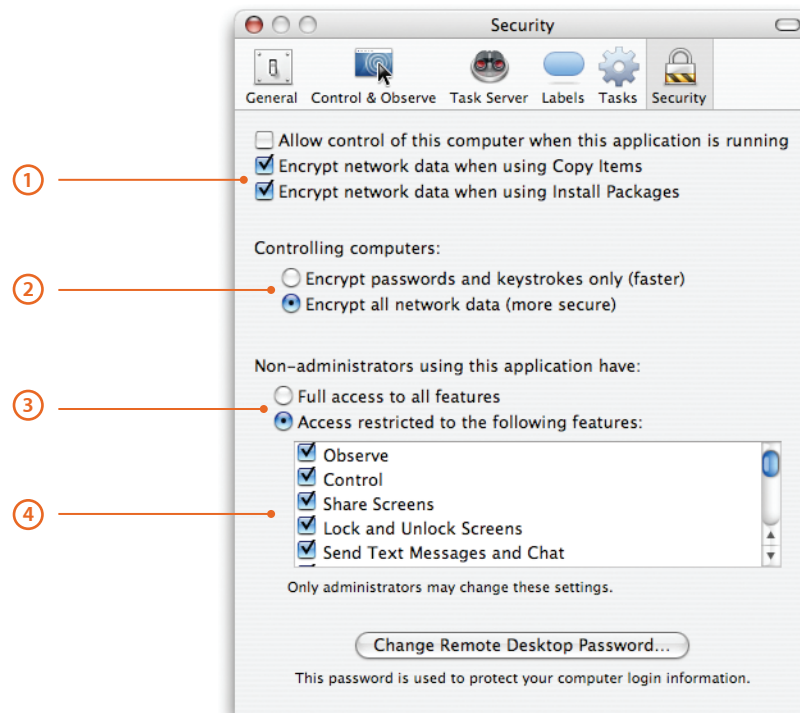 Security
General Control & Observe Task Server Labels Tasks Security
Allow control of this computer when this application is running
1
Encrypt network data when using Copy Items
Encrypt network data when using Install Packages
Controlling computers:
2
Encrypt passwords and keystrokes only (faster)
Encrypt all network data (more secure)
Non-administrators using this application have:
3
Full access to all features
Access restricted to the following features:
Observe
Control
Share Screens
4
Lock and Unlock Screens
Send Text Messages and Chat
Only administrators may change these settings.
Change Remote Desktop Password...
This password is used to protect your computer login information.